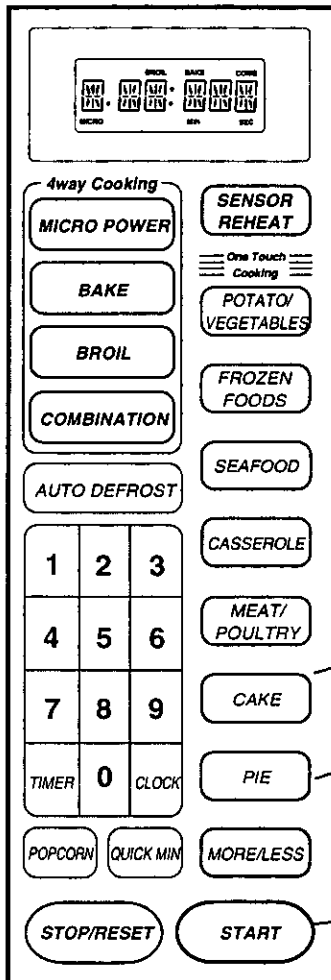 BROIL BAKE COMB
MICRO MIN SEC
4way Cooking
MICRO POWER
BAKE
BROIL
COMBINATION
AUTO DEFROST
1 2 3
4 5 6
7 8 9
TIMER 0 CLOCK
POPCORN QUICK MIN
STOP/RESET
SENSOR
REHEAT
One Touch
Cooking
POTATO/
VEGETABLES
FROZEN
FOODS
SEAFOOD
CASSEROLE
MEAT/
POULTRY
CAKE
PIE
MORE/LESS
START